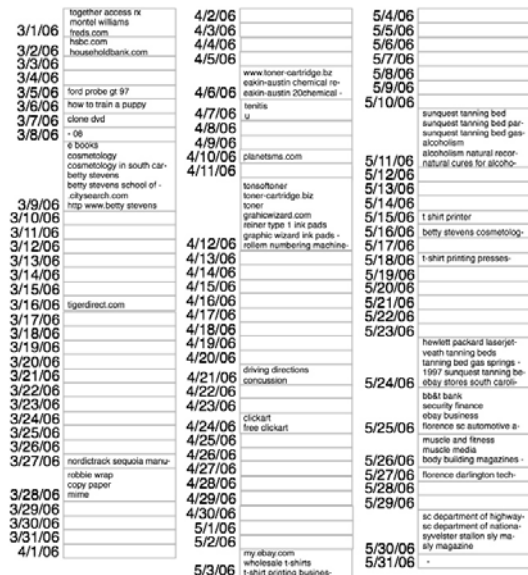 together access rx
montel williams
3/1/06 freds.com
hsbc.com
3/2/06 householdbank.com
3/3/06
3/4/06
3/5/06 ford probe gt 97
3/6/06 how to train a puppy
3/7/06 clone dvd
3/8/06 - 08
e books
cosmetology
cosmetology in south car-
betty stevens
betty stevens school of -
.citysearch.com
3/9/06 http www.betty stevens
3/10/06
3/11/06
3/12/06
3/13/06
3/14/06
3/15/06
3/16/06 tigerdirect.com
3/17/06
3/18/06
3/19/06
3/20/06
3/21/06
3/22/06
3/23/06
3/24/06
3/25/06
3/26/06
3/27/06 nordictrack sequoia manu-
robbie wrap
copy paper
3/28/06 mime
3/29/06
3/30/06
3/31/06
4/1/06
4/2/06
4/3/06
4/4/06
4/5/06
www.toner-cartridge.bz
eakin-austin chemical re-
4/6/06 eakin-austin 20chemical -
tenitis
4/7/06 u
4/8/06
4/9/06
4/10/06 planetsma.com
4/11/06
tonsoftoner
toner-cartridge.biz
toner
grahicwizard.com
reiner type 1 ink pads
graphic wizard ink pads -
4/12/06 rollem numbering machine-
4/13/06
4/14/06
4/15/06
4/16/06
4/17/06
4/18/06
4/19/06
4/20/06
driving directions
4/21/06 concussion
4/22/06
4/23/06
clickart
4/24/06 free clickart
4/25/06
4/26/06
4/27/06
4/28/06
4/29/06
4/30/06
5/1/06
5/2/06
my ebay.com
wholesale t-shirts
5/3/06 t-shirt printing busines-
5/4/06
5/5/06
5/6/06
5/7/06
5/8/06
5/9/06
5/10/06
sunquest tanning bed
sunquest tanning bed par-
sunquest tanning bed gas-
alcoholism
alcoholism natural recor-
5/11/06 natural cures for alcoho-
5/12/06
5/13/06
5/14/06
5/15/06 t shirt printer
5/16/06 betty stevens cosmetolog-
5/17/06
5/18/06 t-shirt printing presses-
5/19/06
5/20/06
5/21/06
5/22/06
5/23/06
hewlett packard laserjet-
veath tanning beds
tanning bed gas springs -
1997 sunquest tanning be-
5/24/06 ebay stores south caroli-
bb&t bank
security finance
ebay business
5/25/06 florence sc automotive a-
muscle and fitness
muscle media
5/26/06 body building magazines -
5/27/06 florence darlington tech-
5/28/06
5/29/06
sc department of highway-
sc department of nationa-
syvelster stallon sly ma-
5/30/06 sly magazine
5/31/06 -